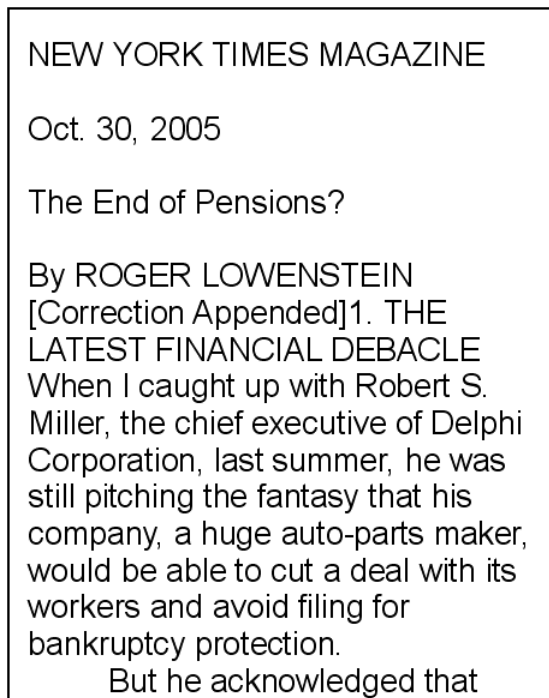 NEW YORK TIMES MAGAZINE
Oct. 30, 2005
The End of Pensions?
By ROGER LOWENSTEIN
[Correction Appended]1. THE
LATEST FINANCIAL DEBACLE
When I caught up with Robert S.
Miller, the chief executive of Delphi
Corporation, last summer, he was
still pitching the fantasy that his
company, a huge auto-parts maker,
would be able to cut a deal with its
workers and avoid filing for
bankruptcy protection.
But he acknowledged that